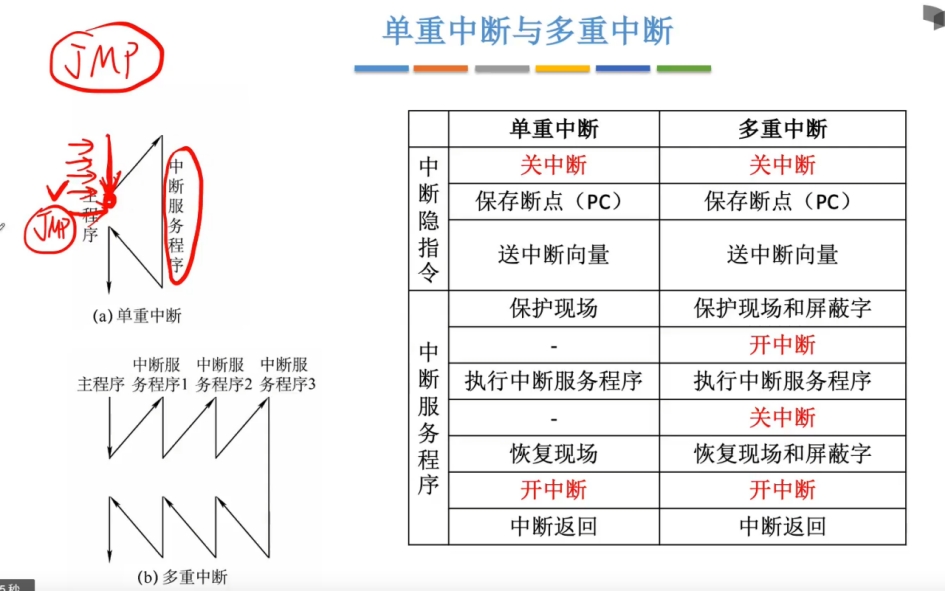 单重中断与多重中断
JMP
JMP
主程序
中断服务程序
(a) 单重中断
主程序 中断服务程序1 中断服务程序2 中断服务程序3
(b) 多重中断
单重中断 多重中断
中断隐指令
关中断 关中断
保存断点（PC） 保存断点（PC）
送中断向量 送中断向量
中断服务程序
保护现场 保护现场和屏蔽字
- 开中断
执行中断服务程序 执行中断服务程序
- 关中断
恢复现场 恢复现场和屏蔽字
开中断 开中断
中断返回 中断返回